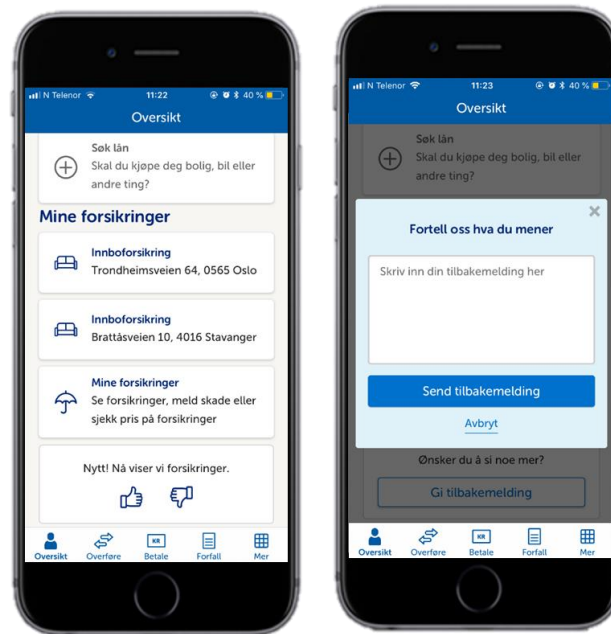 N Telenor 11:22 40 %
Oversikt
Søk lån
Skal du kjøpe deg bolig, bil eller
andre ting?
Mine forsikringer
Innboforsikring
Trondheimsveien 64, 0565 Oslo
Innboforsikring
Brattåsveien 10, 4016 Stavanger
Mine forsikringer
Se forsikringer, meld skade eller
sjekk pris på forsikringer
Nytt! Nå viser vi forsikringer.
Oversikt Overføre KR Betale Forfall Mer
N Telenor 11:23 40 %
Oversikt
Søk lån
Skal du kjøpe deg bolig, bil eller
andre ting?
Fortell oss hva du mener
Skriv inn din tilbakemelding her
Send tilbakemelding
Avbryt
Ønsker du å si noe mer?
Gi tilbakemelding
Oversikt Overføre KR Betale Forfall Mer